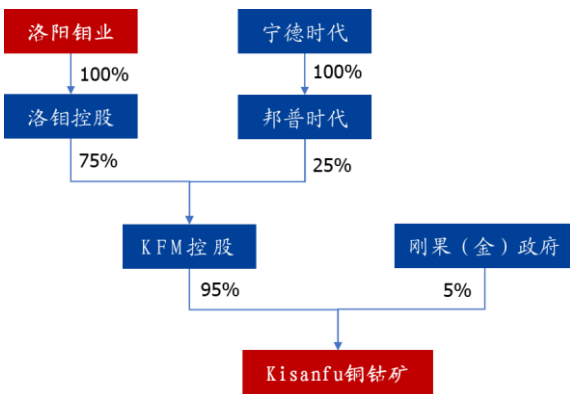 洛阳钼业
宁德时代
100%
100%
洛钼控股
邦普时代
75%
25%
KFM控股
刚果（金）政府
95%
5%
Kisanfu铜钴矿